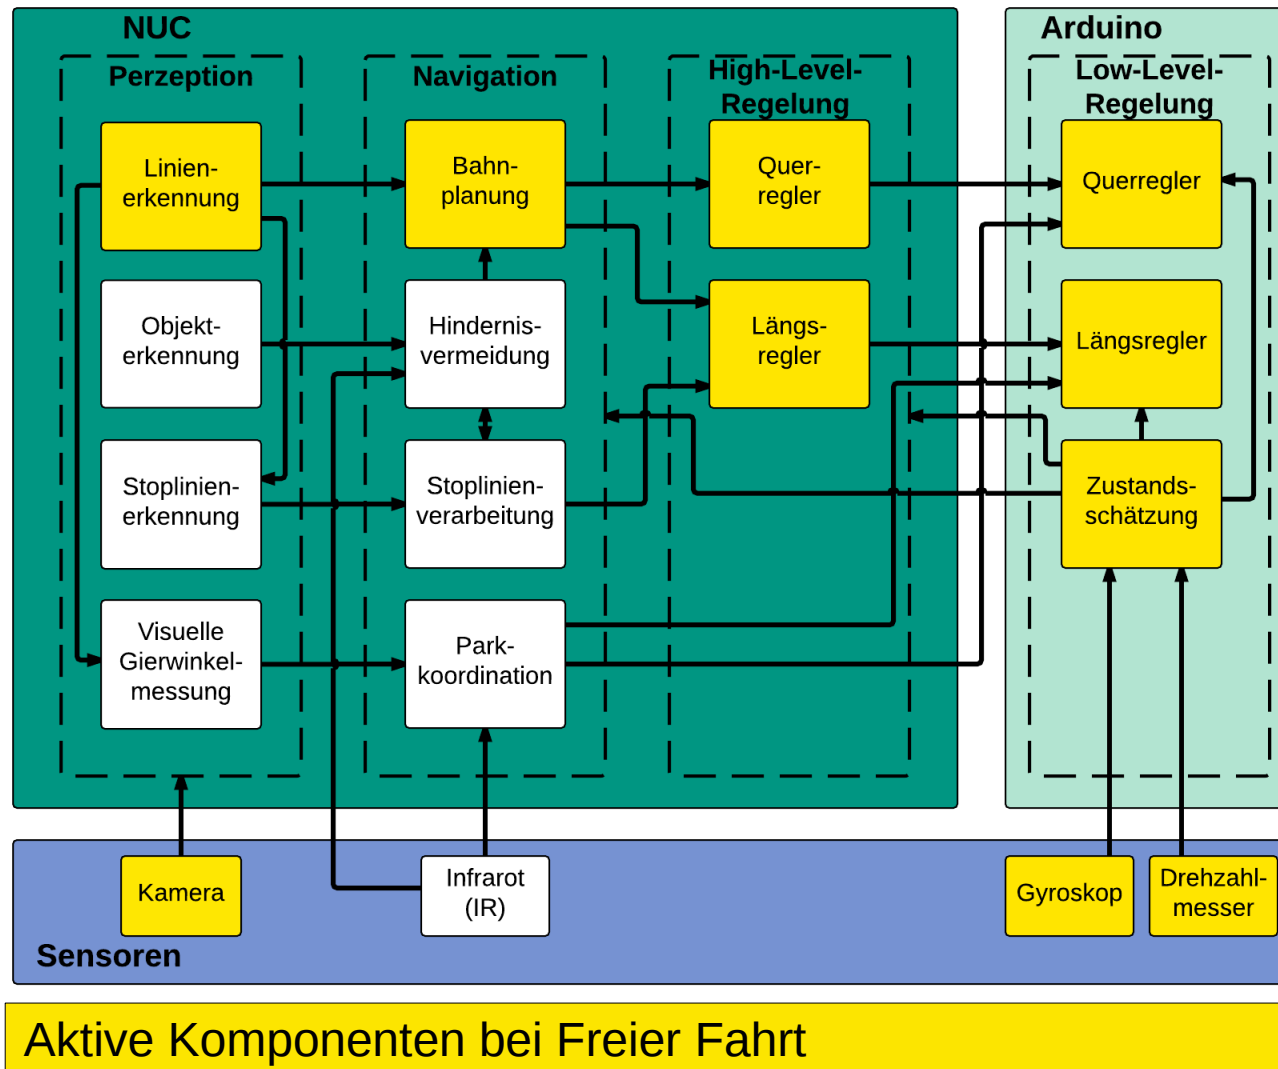 NUC
Perzeption
Linien-
erkennung
Objekt-
erkennung
Stoplinien-
erkennung
Visuelle
Gierwinkel-
messung
Navigation
Bahn-
planung
Hindernis-
vermeidung
Stoplinien-
verarbeitung
Park-
koordination
High-Level-
Regelung
Quer-
regler
Längs-
regler
Arduino
Low-Level-
Regelung
Querregler
Längsregler
Zustands-
schätzung
Kamera
Infrarot
(IR)
Gyroskop
Drehzahl-
messer
Sensoren
Aktive Komponenten bei Freier Fahrt